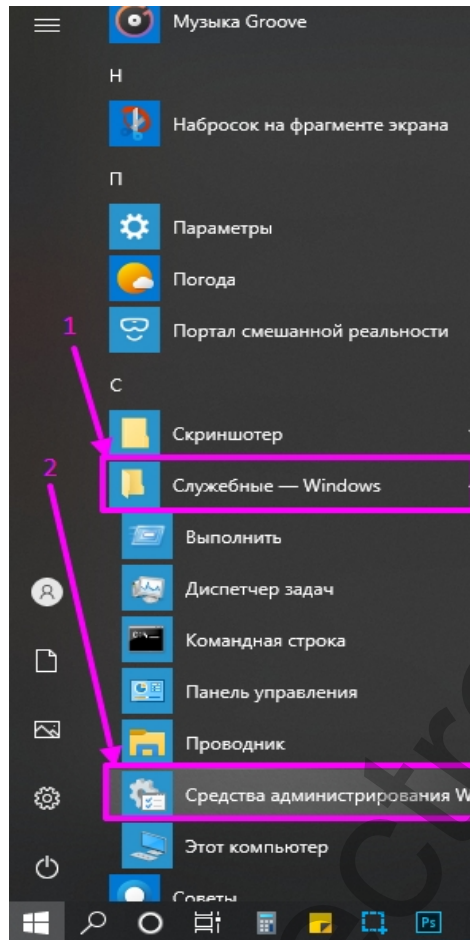 Музыка Groove
Н
Набросок на фрагменте экрана
П
Параметры
Погода
Портал смешанной реальности
1
С
Скриншотер
2
Служебные — Windows
Выполнить
Диспетчер задач
Командная строка
Панель управления
Проводник
Средства администрирования W
Этот компьютер
Советы
Ps